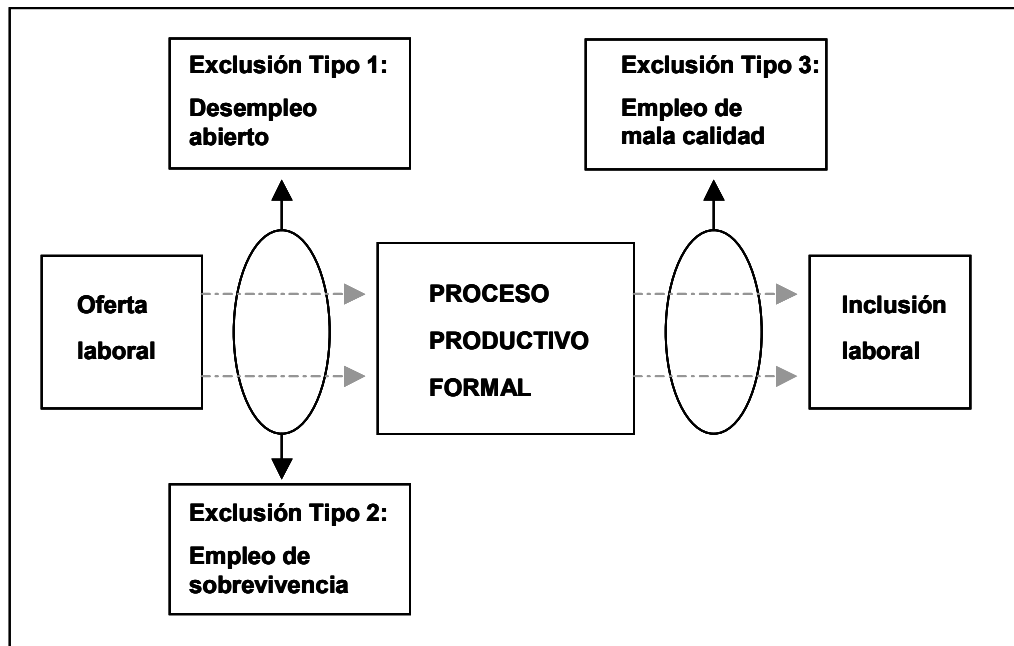 Exclusión Tipo 1:
Desempleo
abierto
Exclusión Tipo 3:
Empleo de
mala calidad
Oferta
laboral
PROCESO
PRODUCTIVO
FORMAL
Inclusión
laboral
Exclusión Tipo 2:
Empleo de
sobrevivencia